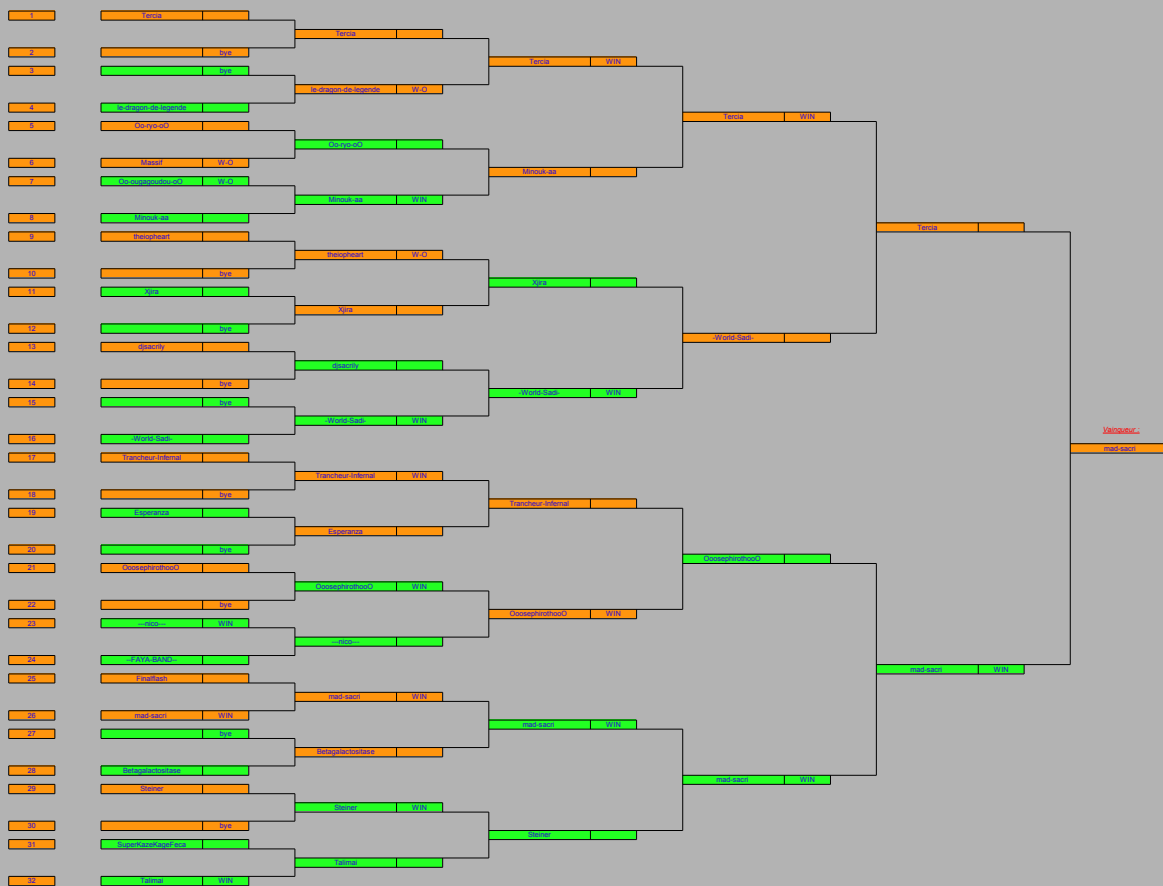 1 Tercia
Tercia
2 bye
Tercia WIN
3 bye
le-dragon-de-legende W-O
4 le-dragon-de-legende
Tercia WIN
5 Oo-ryo-oO
Oo-ryo-oO
6 Massif W-O
Minouk-aa
7 Oo-ougagoudou-oO W-O
Minouk-aa WIN
8 Minouk-aa
Tercia
9 theiopheart
theiopheart W-O
10 bye
Xjira
11 Xjira
Xjira
12 bye
-World-Sadi-
13 djsacrily
djsacrily
14 bye
-World-Sadi- WIN
15 bye
-World-Sadi- WIN
16 -World-Sadi-
Vainqueur :
mad-sacri
17 Trancheur-Infernal
Trancheur-Infernal WIN
18 bye
Trancheur-Infernal
19 Esperanza
Esperanza
20 bye
OoosephirothooO
21 OoosephirothooO
OoosephirothooO WIN
22 bye
OoosephirothooO WIN
23 ---nico--- WIN
---nico---
24 --FAYA-BAND--
mad-sacri WIN
25 Finalflash
mad-sacri WIN
26 mad-sacri WIN
mad-sacri WIN
27 bye
Betagalactositase
28 Betagalactositase
mad-sacri WIN
29 Steiner
Steiner WIN
30 bye
Steiner
31 SuperKazeKageFeca
Talimai
32 Talimai WIN